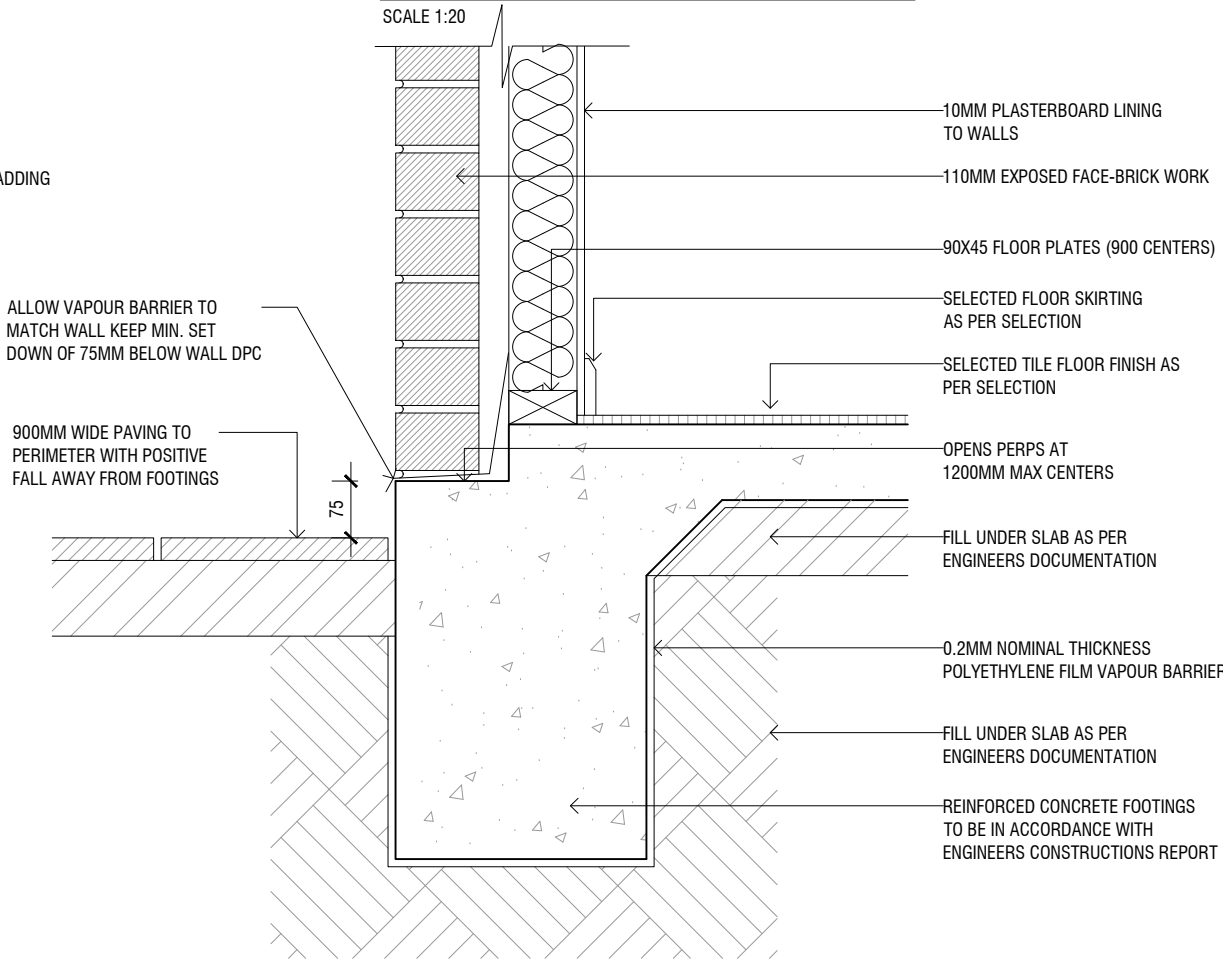 SCALE 1:20
ADDING
ALLOW VAPOUR BARRIER TO
MATCH WALL KEEP MIN. SET
DOWN OF 75MM BELOW WALL DPC
900MM WIDE PAVING TO
PERIMETER WITH POSITIVE
FALL AWAY FROM FOOTINGS
75
10MM PLASTERBOARD LINING
TO WALLS
110MM EXPOSED FACE-BRICK WORK
90X45 FLOOR PLATES (900 CENTERS)
SELECTED FLOOR SKIRTING
AS PER SELECTION
SELECTED TILE FLOOR FINISH AS
PER SELECTION
OPENS PERPS AT
1200MM MAX CENTERS
FILL UNDER SLAB AS PER
ENGINEERS DOCUMENTATION
0.2MM NOMINAL THICKNESS
POLYETHYLENE FILM VAPOUR BARRIER
FILL UNDER SLAB AS PER
ENGINEERS DOCUMENTATION
REINFORCED CONCRETE FOOTINGS
TO BE IN ACCORDANCE WITH
ENGINEERS CONSTRUCTIONS REPORT